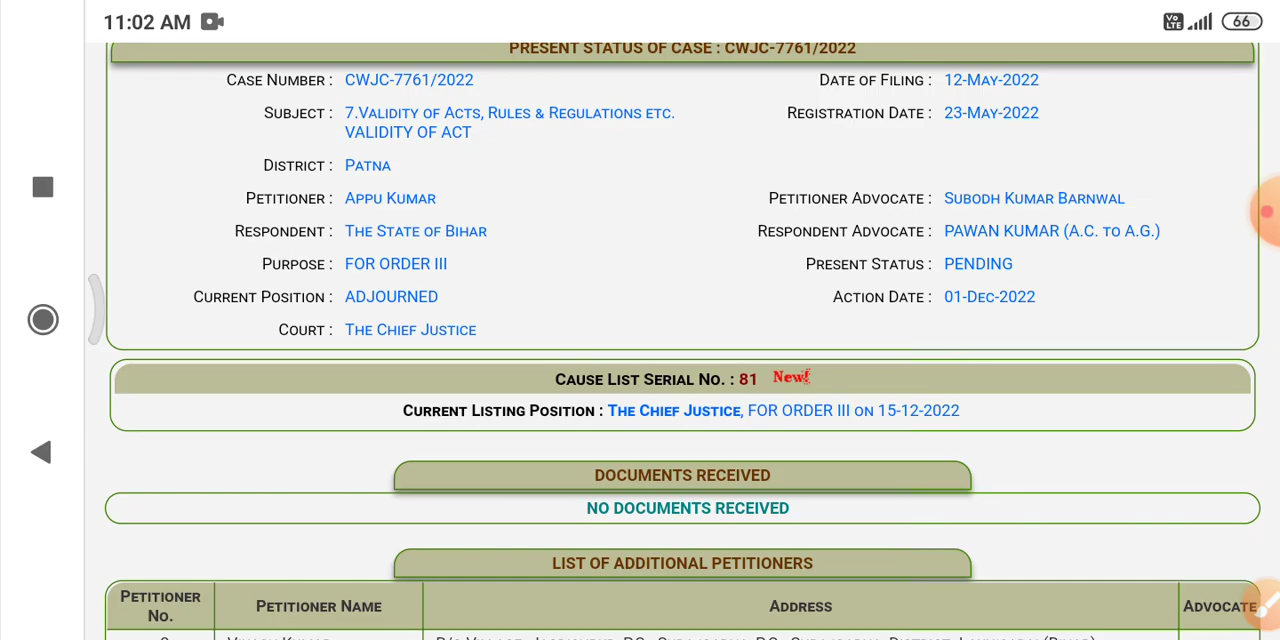 11:02 AM
Vo LTE 66
PRESENT STATUS OF CASE : CWJC-7761/2022
CASE NUMBER : CWJC-7761/2022 DATE OF FILING : 12-MAY-2022
SUBJECT : 7.VALIDITY OF ACTS, RULES & REGULATIONS ETC. REGISTRATION DATE : 23-MAY-2022
VALIDITY OF ACT
DISTRICT : PATNA
PETITIONER : APPU KUMAR PETITIONER ADVOCATE : SUBODH KUMAR BARNWAL
RESPONDENT : THE STATE OF BIHAR RESPONDENT ADVOCATE : PAWAN KUMAR (A.C. TO A.G.)
PURPOSE : FOR ORDER III PRESENT STATUS : PENDING
CURRENT POSITION : ADJOURNED ACTION DATE : 01-DEC-2022
COURT : THE CHIEF JUSTICE
CAUSE LIST SERIAL NO. : 81 New!
CURRENT LISTING POSITION : THE CHIEF JUSTICE, FOR ORDER III ON 15-12-2022
DOCUMENTS RECEIVED
NO DOCUMENTS RECEIVED
LIST OF ADDITIONAL PETITIONERS
PETITIONER NO. PETITIONER NAME ADDRESS ADVOCATE